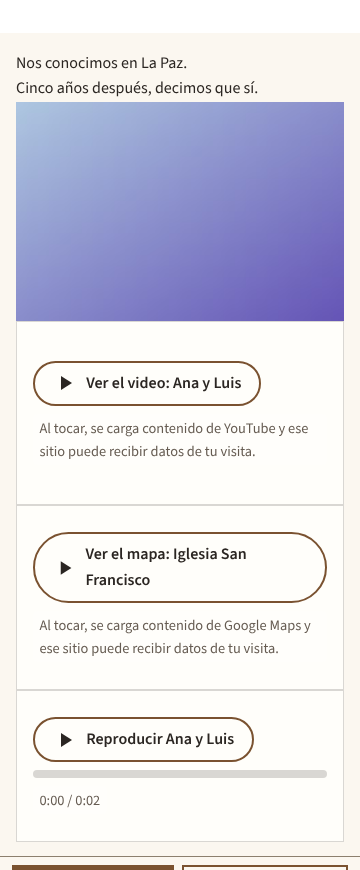 Nos conocimos en La Paz.
Cinco años después, decimos que sí.
Ver el video: Ana y Luis
Al tocar, se carga contenido de YouTube y ese
sitio puede recibir datos de tu visita.
Ver el mapa: Iglesia San
Francisco
Al tocar, se carga contenido de Google Maps y
ese sitio puede recibir datos de tu visita.
Reproducir Ana y Luis
0:00 / 0:02